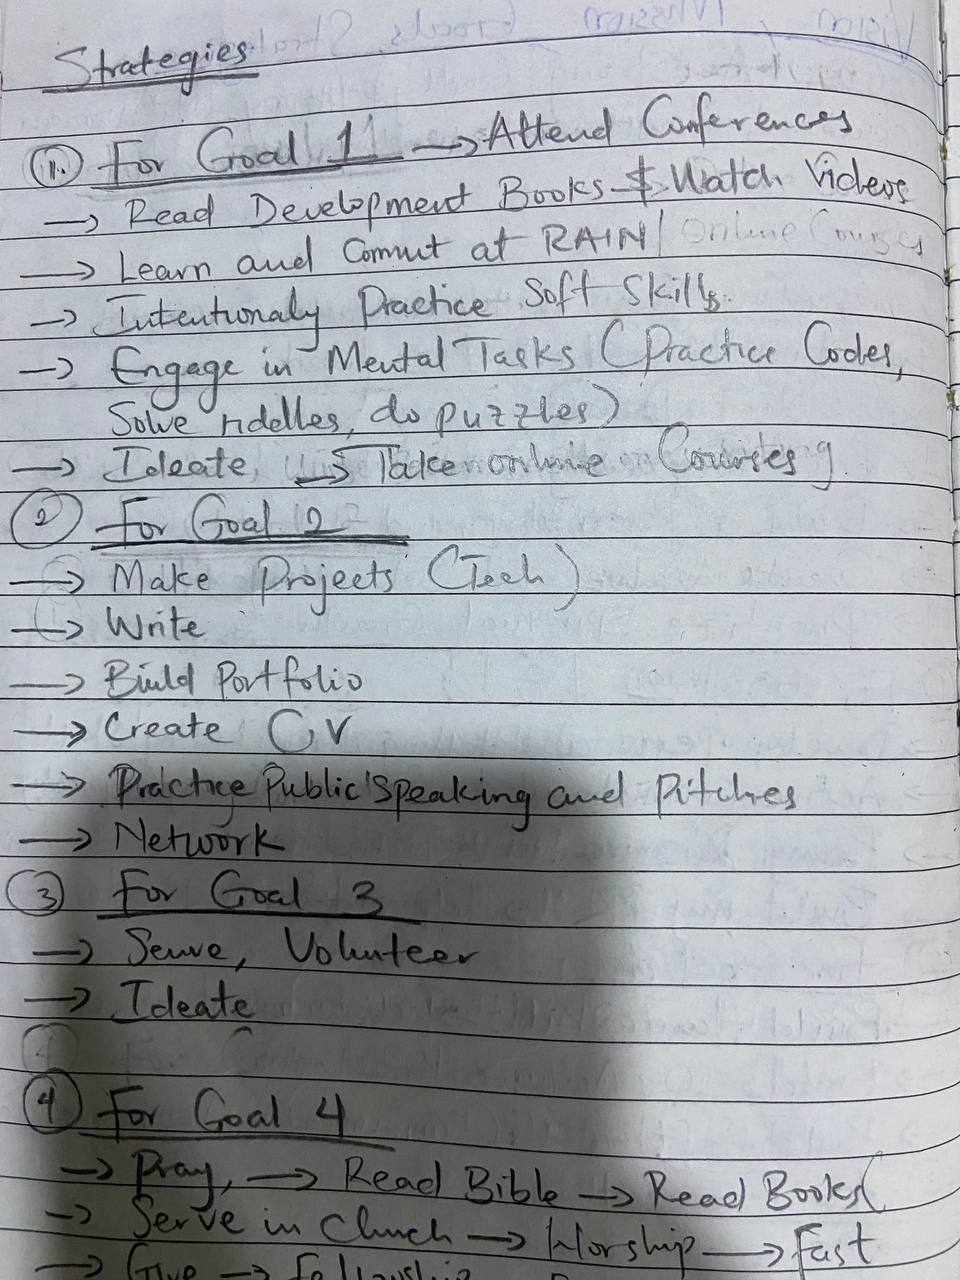 Strategies
1. For Goal 1 → Attend Conferences
→ Read Development Books & Watch Videos
→ Learn and Commit at RAIN/ Online Courses
→ Intentionaly Practice Soft Skills.
→ Engage in Mental Tasks (Practice Codes,
Solve riddles, do puzzles)
→ Ideate, → Take online Courses
2 For Goal 2
→ Make Projects (Tech)
→ Write
→ Build Portfolio
→ Create CV
→ Practice Public Speaking and Pitches
→ Network
3 For Goal 3
→ Serve, Volunteer
→ Ideate
4 For Goal 4
→ Pray, → Read Bible → Read Books
→ Serve in Church → Worship → Fast
→ Give → Fellowship